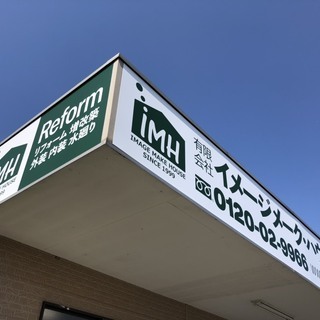 Reform
リフォーム 増改築
外装 内装 水廻り
iMH
iMH
IMAGE MAKE HOUSE
SINCE 1999
有限
会社
イメージメークハ
0120-02-9966